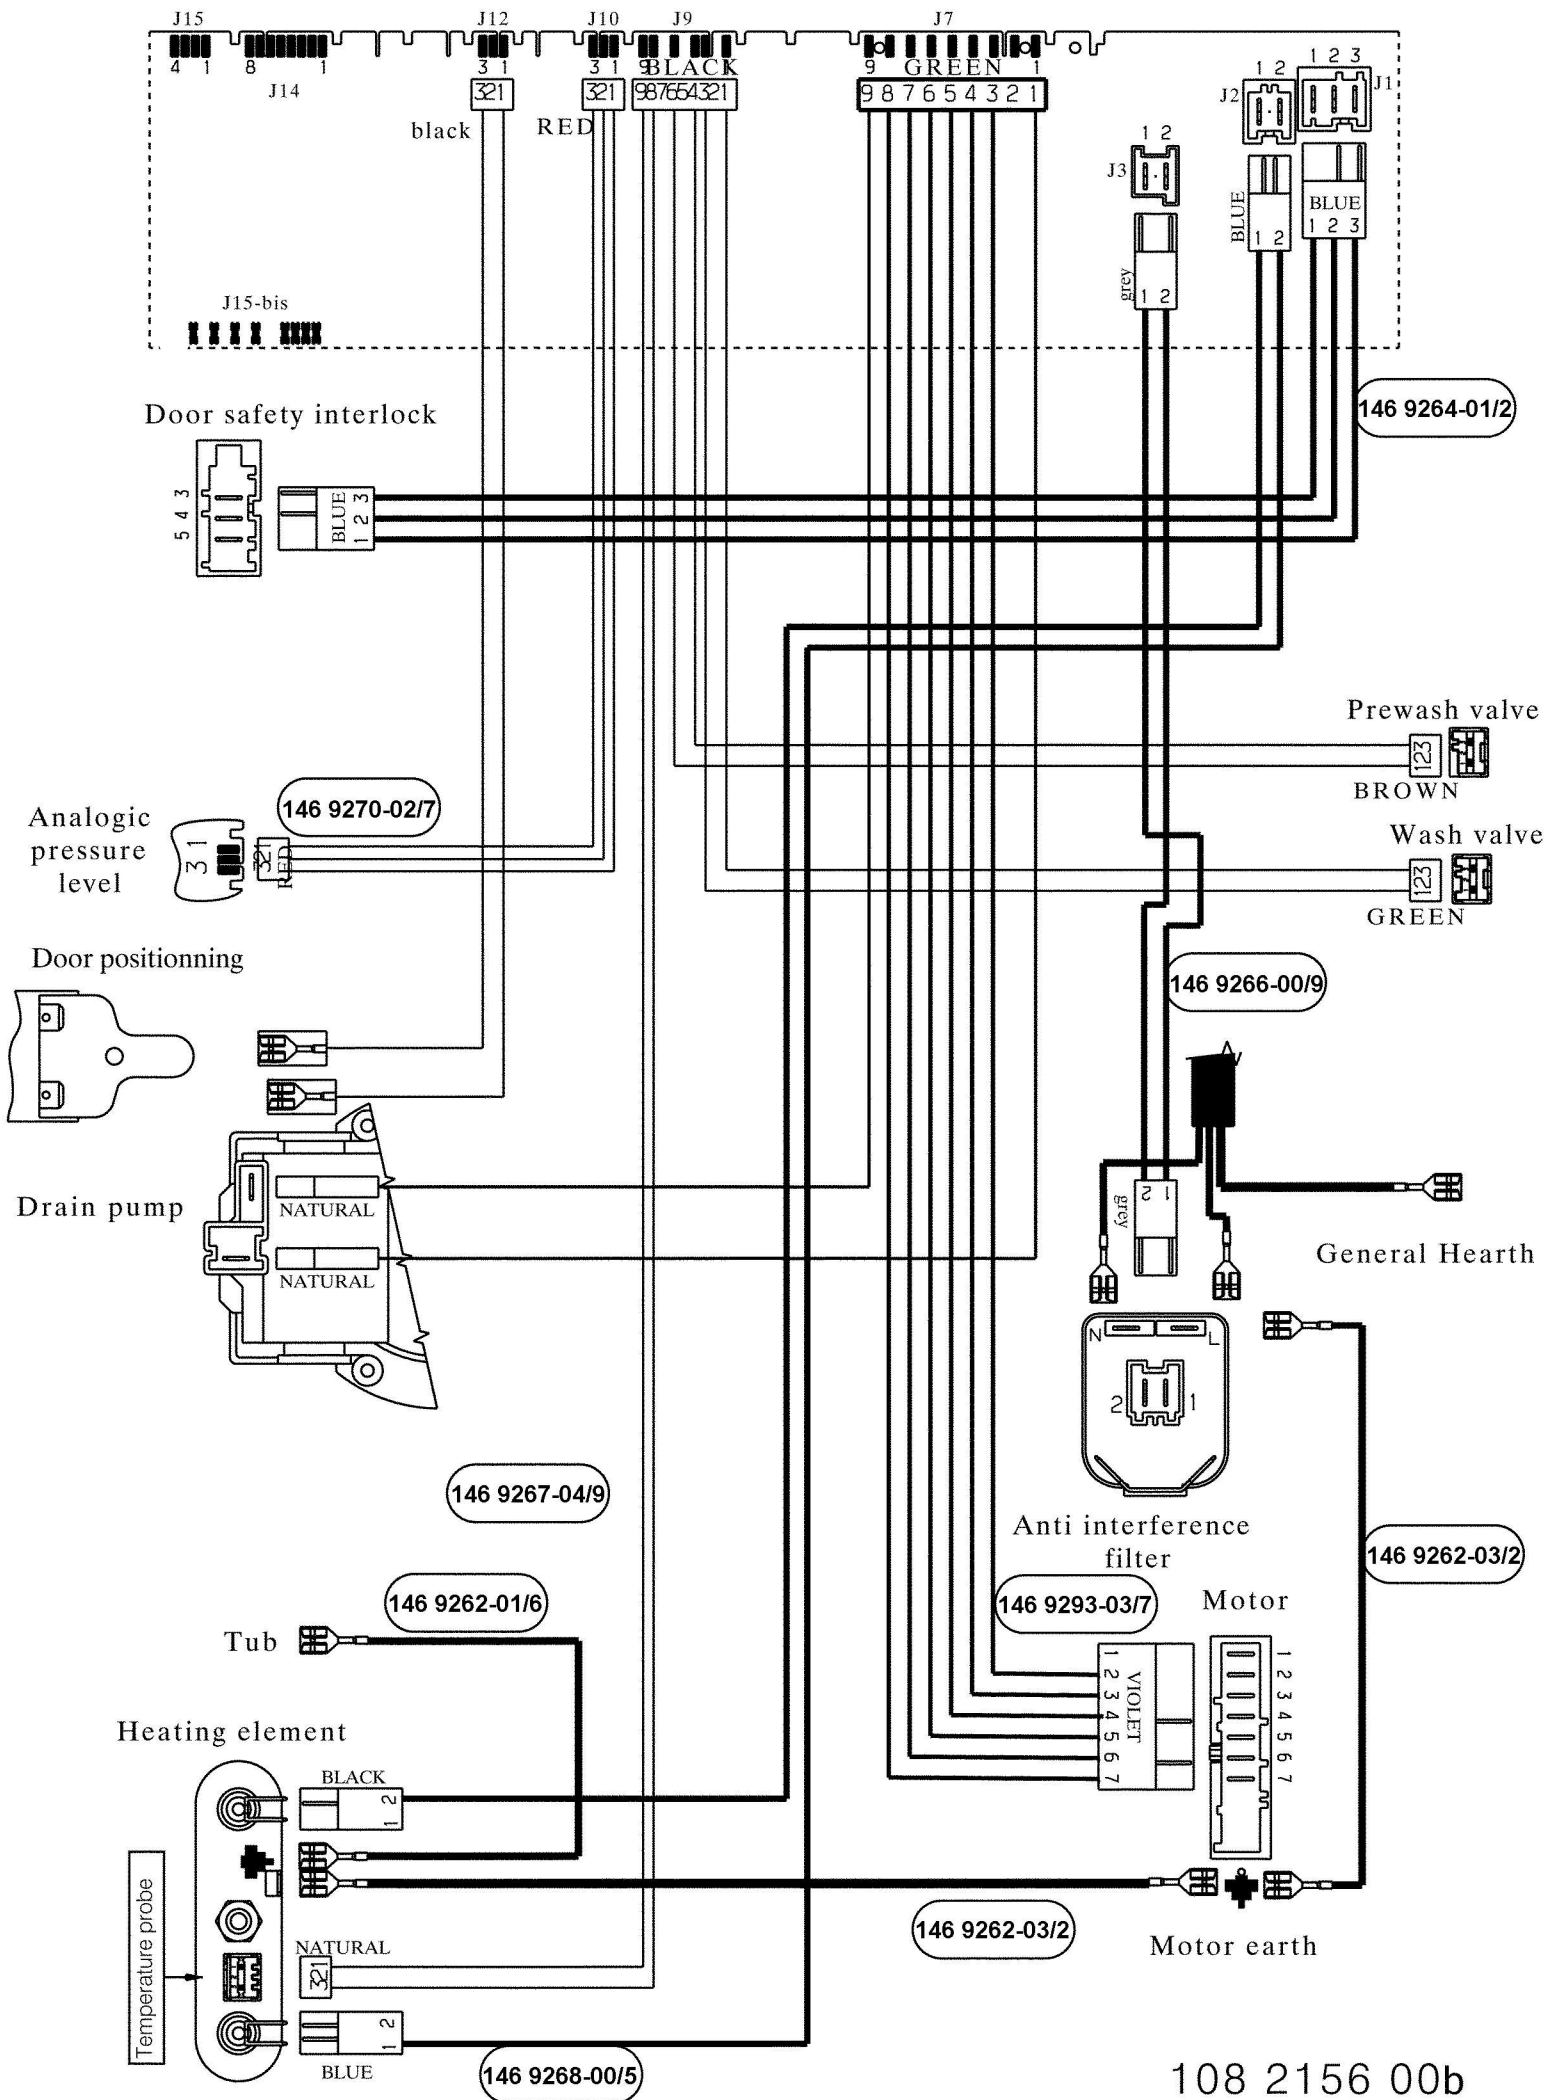 J15 J12 J10 J9 J7
4 1 8 1 3 1 3 1 9 BLACK 1 9 GREEN 1
J14
321 321 987654321 9 8 7 6 5 4 3 2 1
black RED
1 2 3
J1
1 2
J2
1 2
J3
BLUE
1 2 3
BLUE
1 2
grey
1 2
J15-bis
146 9264-01/2
Door safety interlock
5 4 3
BLUE
1 2 3
Prewash valve
123
BROWN
146 9270-02/7
Analogic
pressure
level
3 1
321
RED
Wash valve
123
GREEN
Door positionning
146 9266-00/9
Drain pump
NATURAL
NATURAL
2 1
grey
General Hearth
N L
2 1
146 9267-04/9
Anti interference
filter
146 9262-03/2
146 9262-01/6
146 9293-03/7
Motor
Tub
1 2 3 4 5 6 7
VIOLET
1 2 3 4 5 6 7
Heating element
BLACK
1 2
Temperature probe
146 9262-03/2
Motor earth
NATURAL
321
1 2
BLUE
146 9268-00/5
108 2156 00b